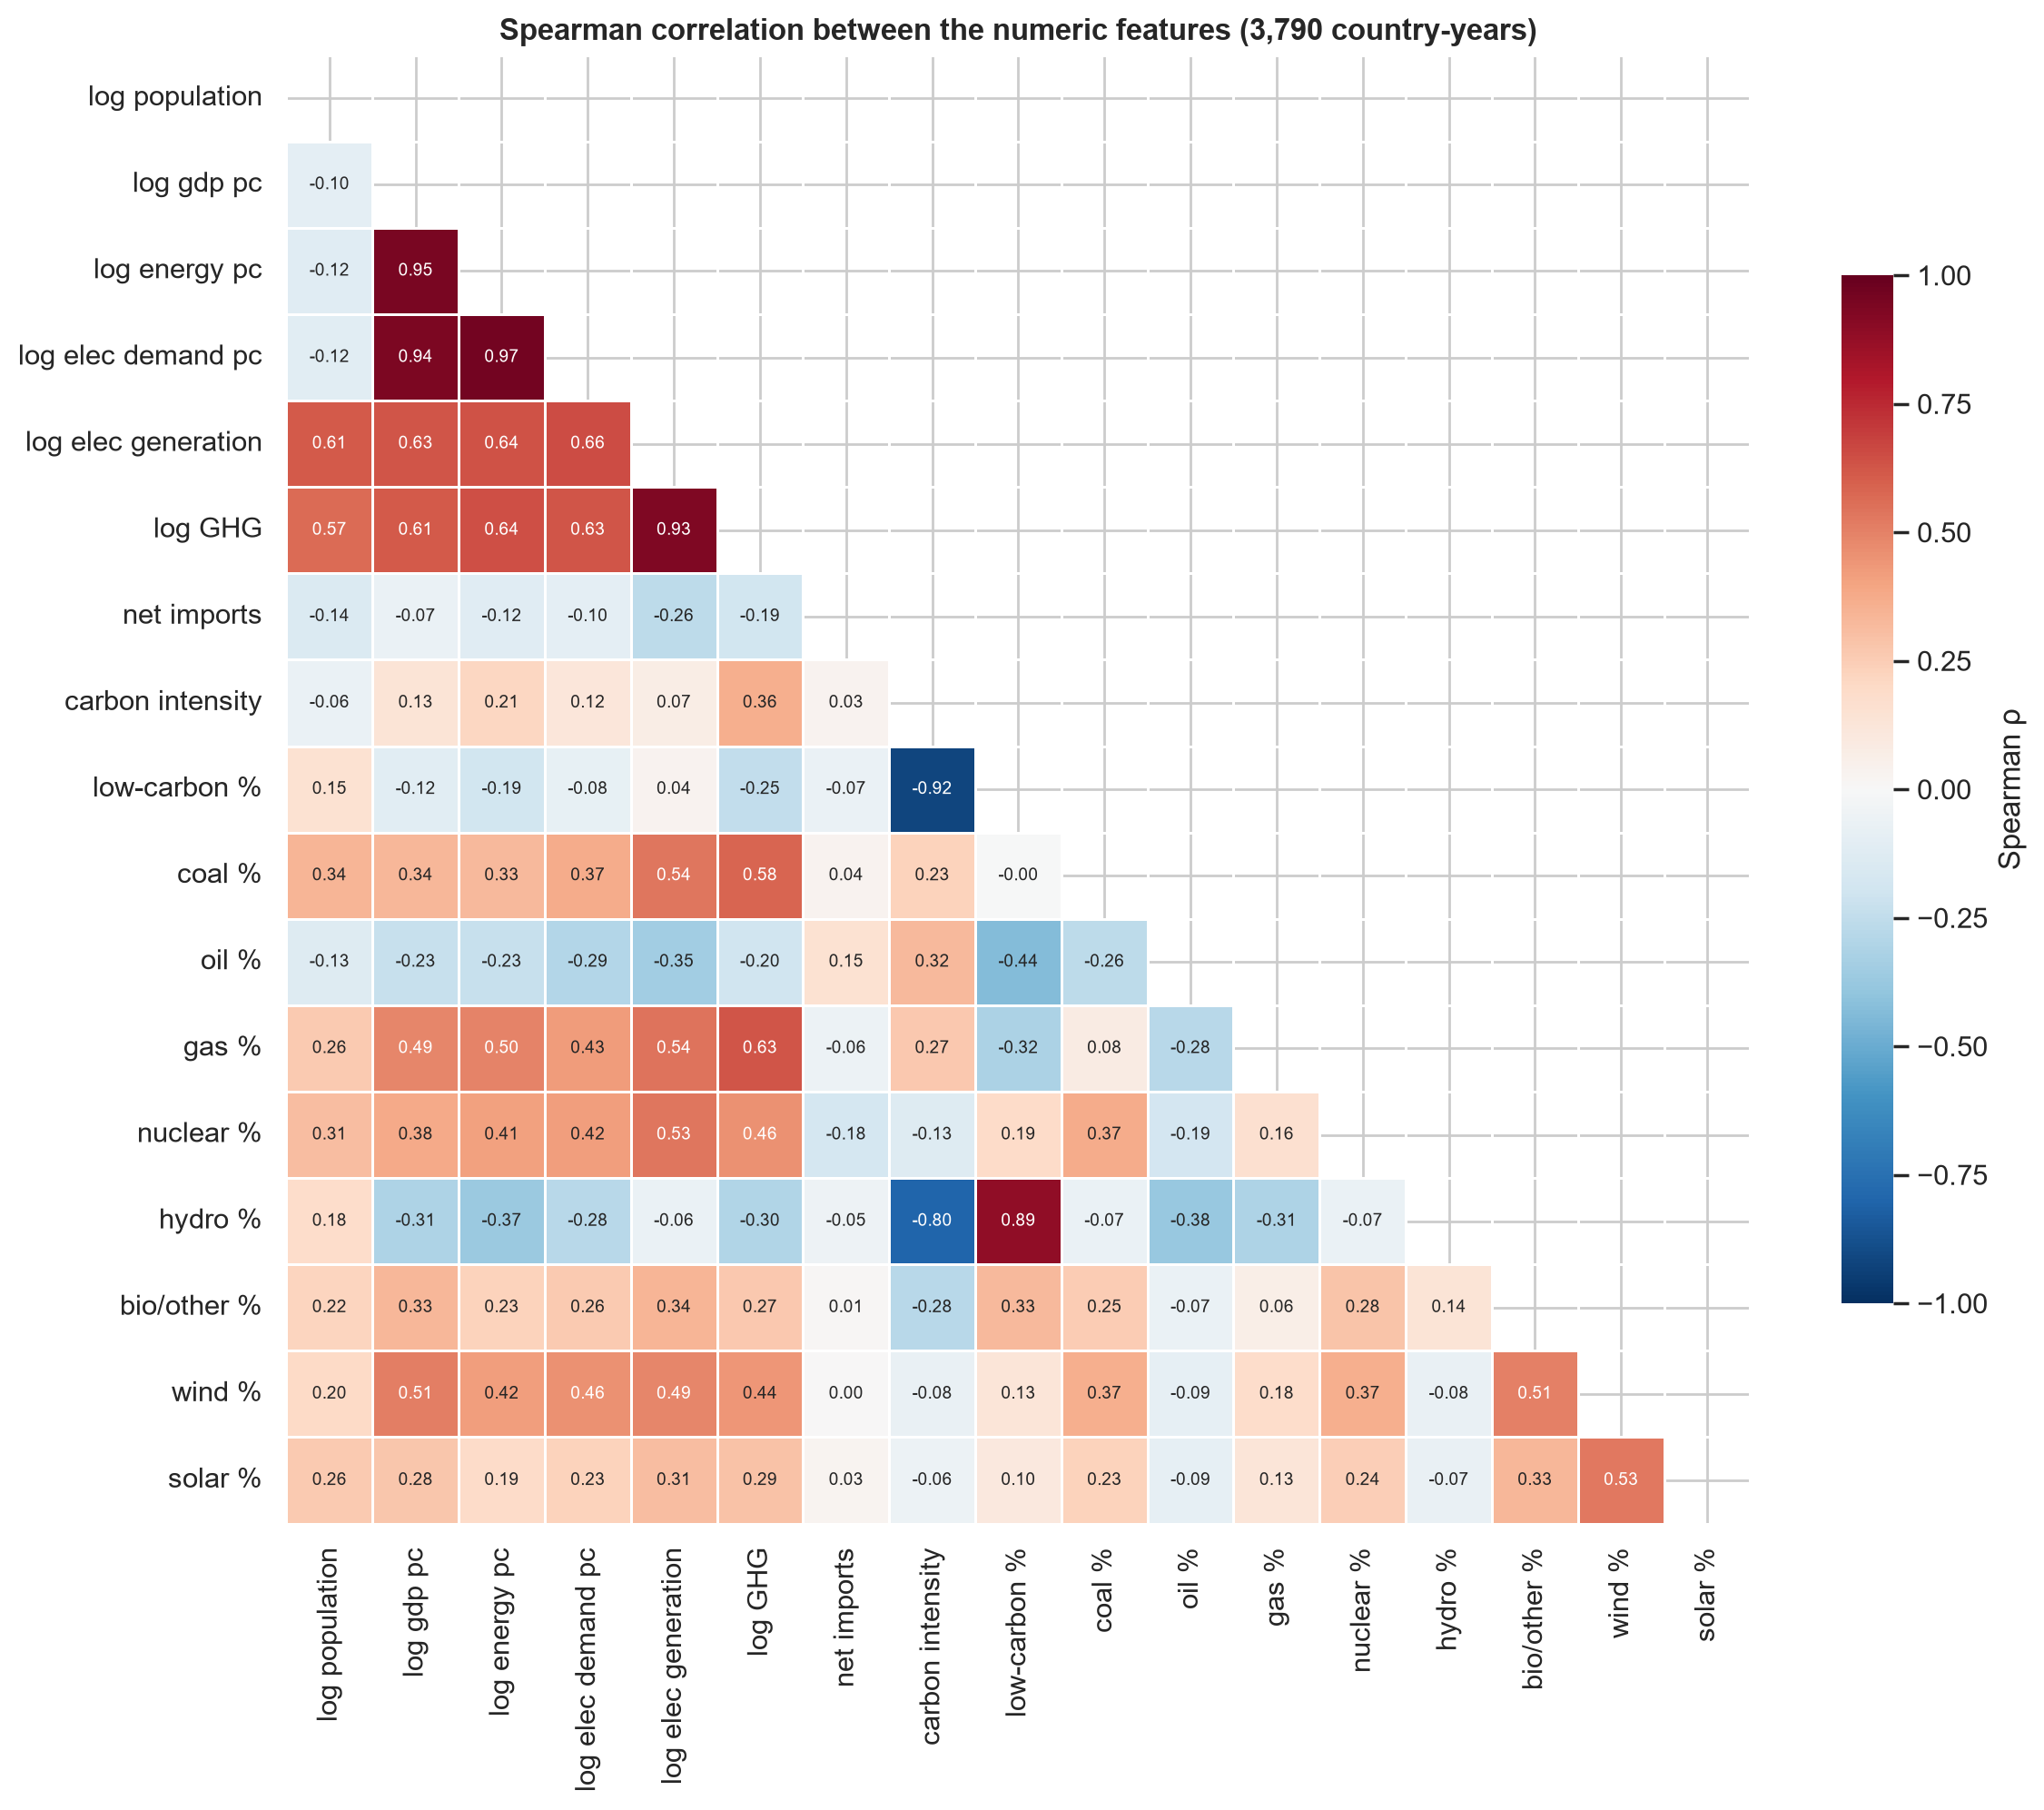 Spearman correlation between the numeric features (3,790 country-years)
log population
log gdp pc -0.10
log energy pc -0.12 0.95
log elec demand pc -0.12 0.94 0.97
log elec generation 0.61 0.63 0.64 0.66
log GHG 0.57 0.61 0.64 0.63 0.93
net imports -0.14 -0.07 -0.12 -0.10 -0.26 -0.19
carbon intensity -0.06 0.13 0.21 0.12 0.07 0.36 0.03
low-carbon % 0.15 -0.12 -0.19 -0.08 0.04 -0.25 -0.07 -0.92
coal % 0.34 0.34 0.33 0.37 0.54 0.58 0.04 0.23 -0.00
oil % -0.13 -0.23 -0.23 -0.29 -0.35 -0.20 0.15 0.32 -0.44 -0.26
gas % 0.26 0.49 0.50 0.43 0.54 0.63 -0.06 0.27 -0.32 0.08 -0.28
nuclear % 0.31 0.38 0.41 0.42 0.53 0.46 -0.18 -0.13 0.19 0.37 -0.19 0.16
hydro % 0.18 -0.31 -0.37 -0.28 -0.06 -0.30 -0.05 -0.80 0.89 -0.07 -0.38 -0.31 -0.07
bio/other % 0.22 0.33 0.23 0.26 0.34 0.27 0.01 -0.28 0.33 0.25 -0.07 0.06 0.28 0.14
wind % 0.20 0.51 0.42 0.46 0.49 0.44 0.00 -0.08 0.13 0.37 -0.09 0.18 0.37 -0.08 0.51
solar % 0.26 0.28 0.19 0.23 0.31 0.29 0.03 -0.06 0.10 0.23 -0.09 0.13 0.24 -0.07 0.33 0.53
log population
log gdp pc
log energy pc
log elec demand pc
log elec generation
log GHG
net imports
carbon intensity
low-carbon %
coal %
oil %
gas %
nuclear %
hydro %
bio/other %
wind %
solar %
1.00
0.75
0.50
0.25
0.00
−0.25
−0.50
−0.75
−1.00
Spearman ρ